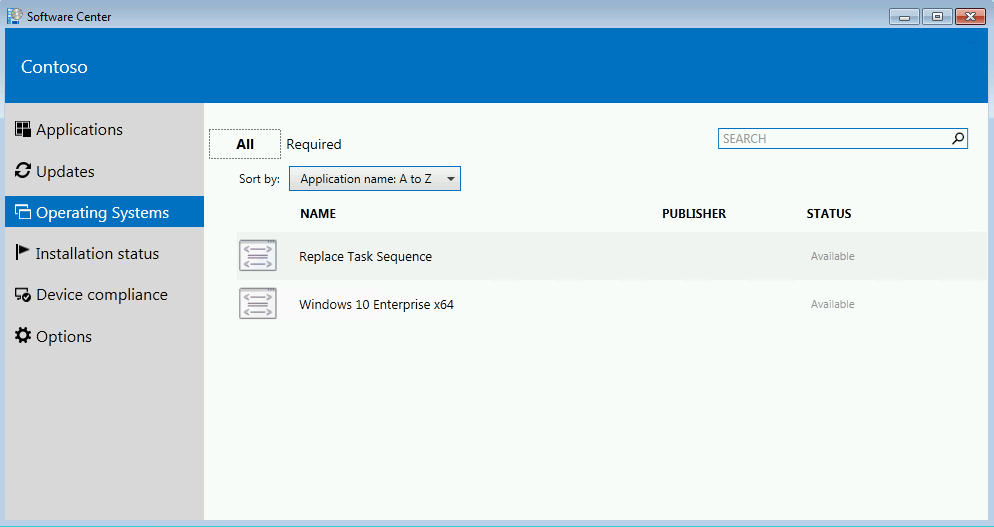 Software Center
Contoso
Applications
Updates
Operating Systems
Installation status
Device compliance
Options
All Required
SEARCH
Sort by: Application name: A to Z
NAME PUBLISHER STATUS
Replace Task Sequence Available
Windows 10 Enterprise x64 Available